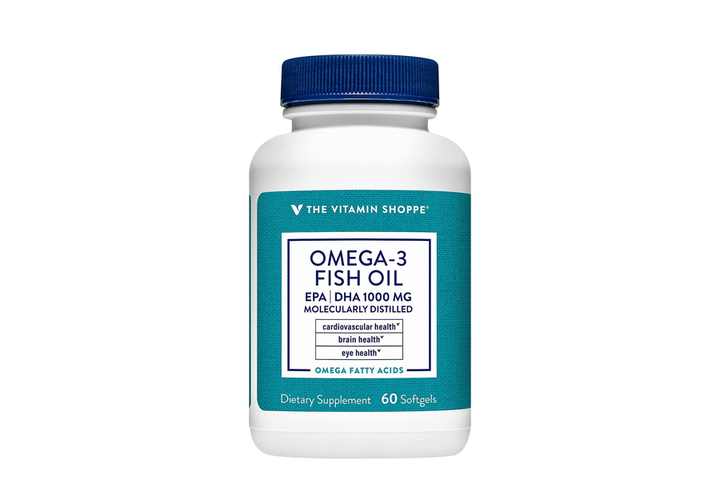 THE VITAMIN SHOPPE®
OMEGA-3
FISH OIL
EPA | DHA 1000 MG
MOLECULARLY DISTILLED
cardiovascular health
brain health
eye health
OMEGA FATTY ACIDS
Dietary Supplement 60 Softgels